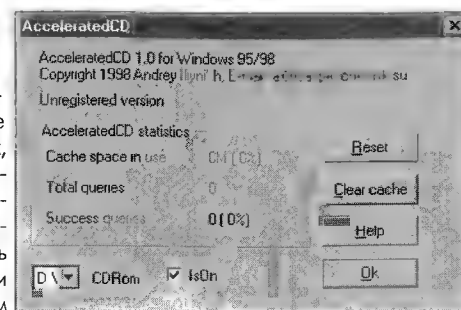 AcceleratedCD
AcceleratedCD 1.0 for Windows 95/98
Copyright 1998 Andrey
Unregistered version
AcceleratedCD statistics
Cache space in use
Total queries 0
Success queries 0 (0%)
Reset
Clear cache
Help
Ok
D:\ CDRom IsOn